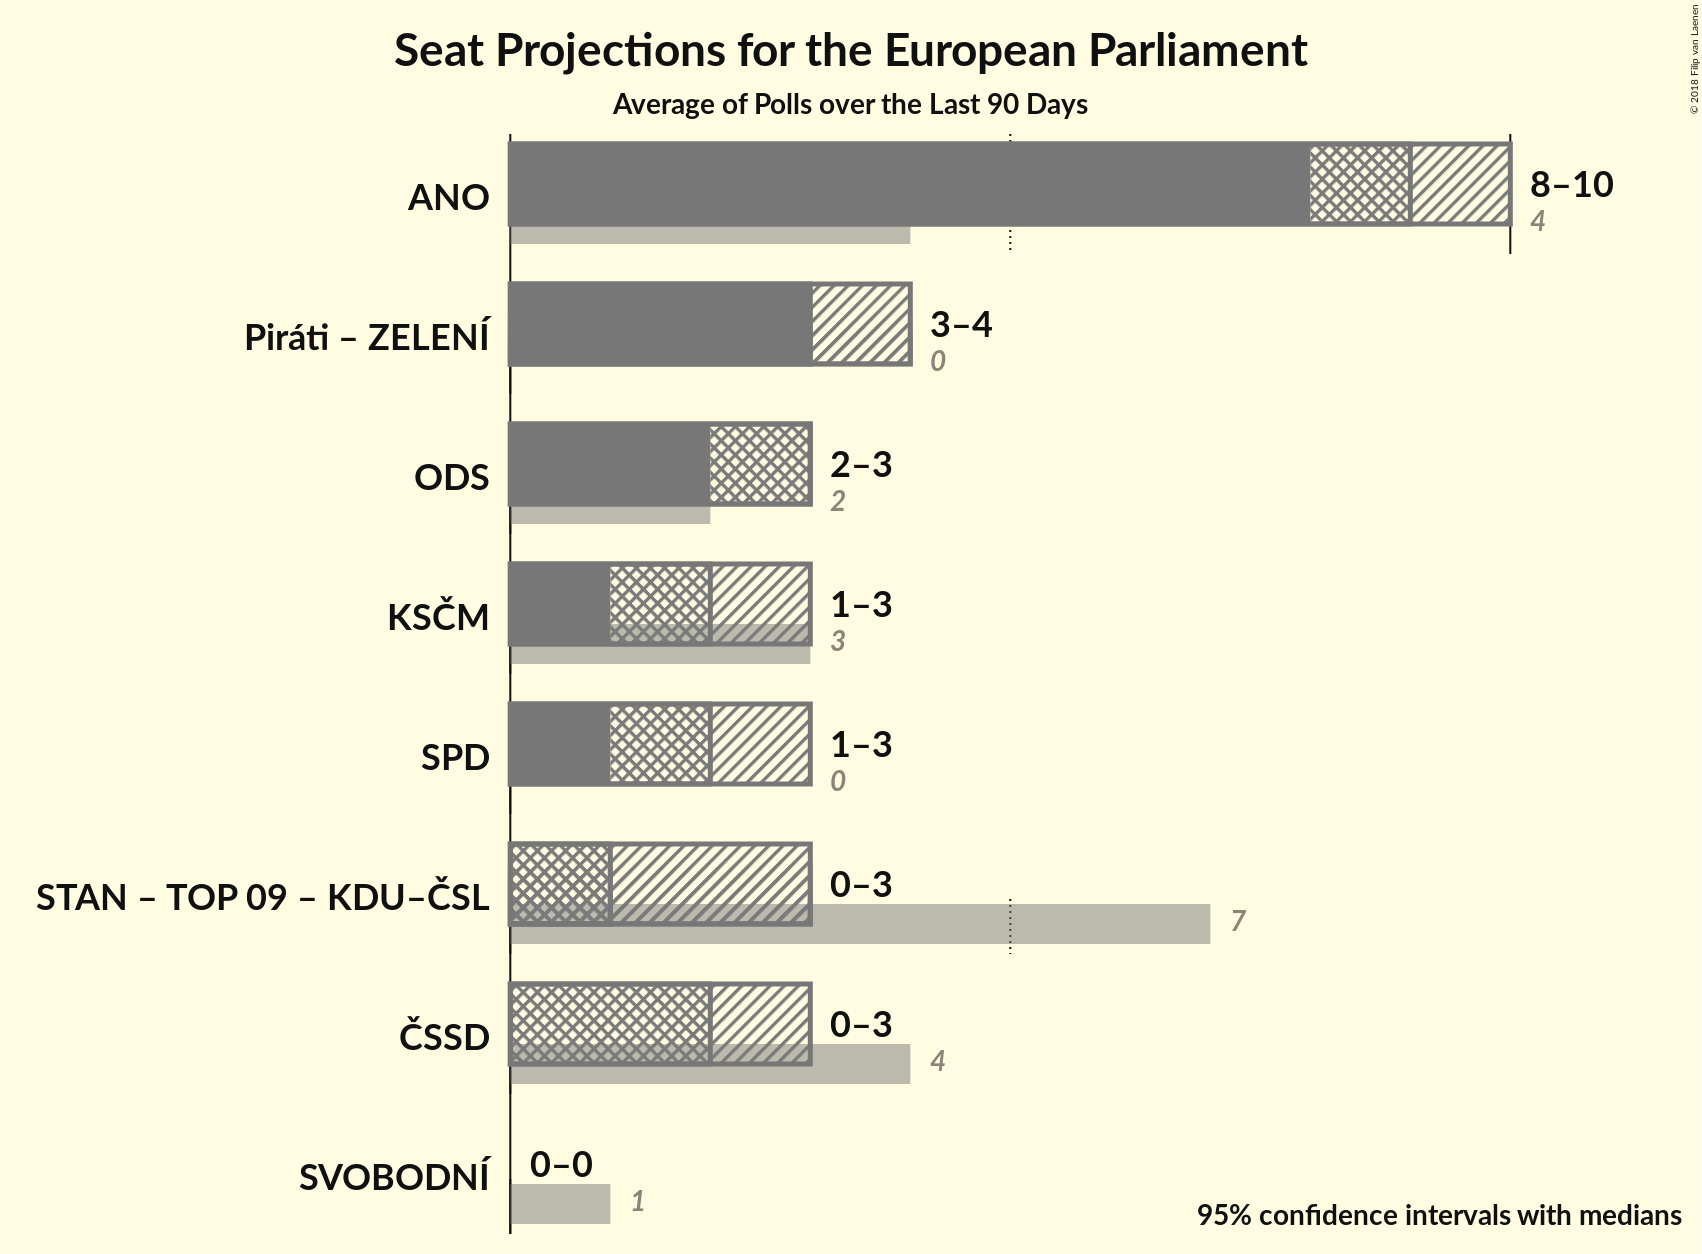 Seat Projections for the European Parliament
Average of Polls over the Last 90 Days
© 2018 Filip van Laenen
ANO
8–10
4
Piráti – ZELENÍ
3–4
0
ODS
2–3
2
KSČM
1–3
3
SPD
1–3
0
STAN – TOP 09 – KDU–ČSL
0–3
7
ČSSD
0–3
4
SVOBODNÍ
0–0
1
95% confidence intervals with medians